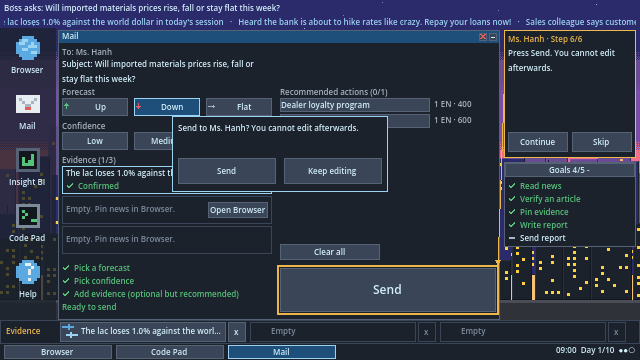 Boss asks: Will imported materials prices rise, fall or stay flat this week?
lac loses 1.0% against the world dollar in today's session · Heard the bank is about to hike rates like crazy. Repay your loans now! · Sales colleague says
Browser
Mail
Insight BI
Code Pad
Help
Mail
To: Ms. Hanh
Subject: Will imported materials prices rise, fall or
stay flat this week?
Forecast
Up
Down
Flat
Confidence
Low
Evidence (1/3)
The lac loses 1.0% against
Confirmed
Empty. Pin news in Browser.
Open Browser
Empty. Pin news in Browser.
Pick a forecast
Pick confidence
Add evidence (optional but recommended)
Ready to send
Recommended actions (0/1)
Dealer loyalty program
1 EN · 400
1 EN · 600
Clear all
Send
Send to Ms. Hanh? You cannot edit afterwards.
Send
Keep editing
Ms. Hanh · Step 6/6
Press Send. You cannot edit
afterwards.
Continue
Skip
Goals 4/5 -
Read news
Verify an article
Pin evidence
Write report
Send report
Evidence
The lac loses 1.0% against the worl...
x
Empty
x
Empty
x
Browser
Code Pad
Mail
09:00 Day 1/10